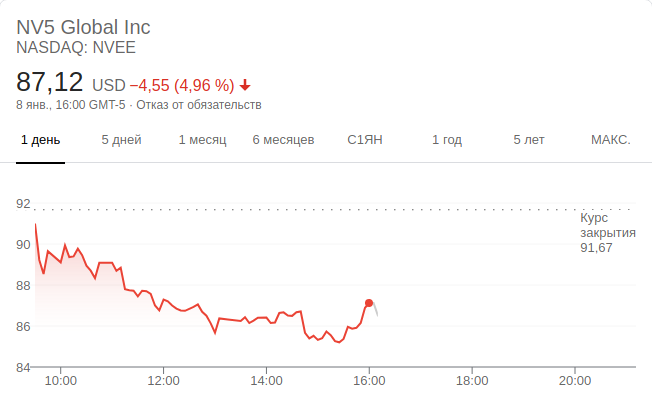 NV5 Global Inc
NASDAQ: NVEE
87,12 USD −4,55 (4,96 %)
8 янв., 16:00 GMT-5 · Отказ от обязательств
1 день 5 дней 1 месяц 6 месяцев С1ЯН 1 год 5 лет МАКС.
92
Курс
закрытия
91,67
90
88
86
84
10:00 12:00 14:00 16:00 18:00 20:00